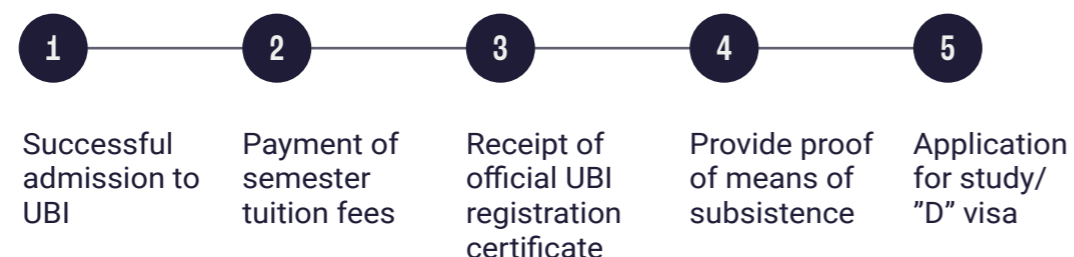 1
2
3
4
5
Successful
admission to
UBI
Payment of
semester
tuition fees
Receipt of
official UBI
registration
certificate
Provide proof
of means of
subsistence
Application
for study/
”D” visa